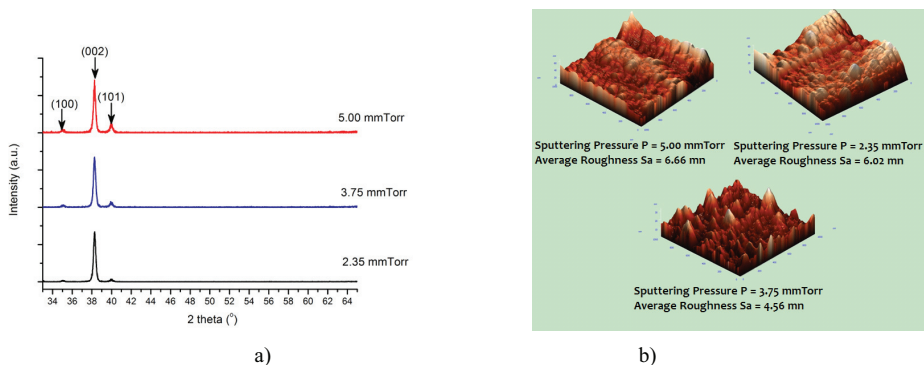 (002)
(100)
(101)
5.00 mmTorr
3.75 mmTorr
2.35 mmTorr
Intensity (a.u.)
34 36 38 40 42 44 46 48 50 52 54 56 58 60 62 64
2 theta (°)
a)
Sputtering Pressure P = 5.00 mmTorr
Average Roughness Sa = 6.66 mn
Sputtering Pressure P = 2.35 mmTorr
Average Roughness Sa = 6.02 mn
Sputtering Pressure P = 3.75 mmTorr
Average Roughness Sa = 4.56 mn
b)